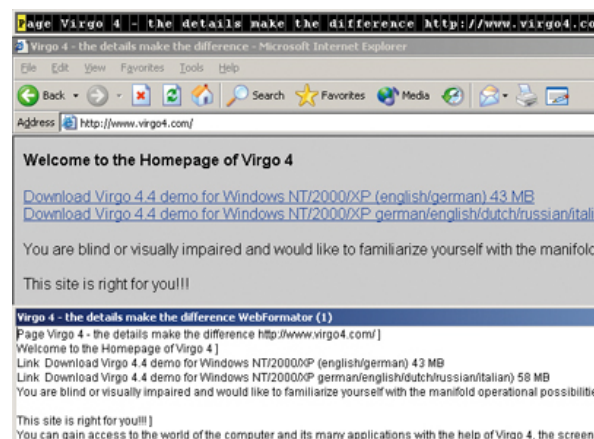 Page Virgo 4 - the details make the difference http://www.virgo4.co
Virgo 4 - the details make the difference - Microsoft Internet Explorer
File Edit View Favorites Tools Help
Back Search Favorites Media
Address http://www.virgo4.com/
Welcome to the Homepage of Virgo 4
Download Virgo 4.4 demo for Windows NT/2000/XP (english/german) 43 MB
Download Virgo 4.4 demo for Windows NT/2000/XP german/english/dutch/russian/itali
You are blind or visually impaired and would like to familiarize yourself with the manifold
This site is right for you!!!
Virgo 4 - the details make the difference WebFormator (1)
Page Virgo 4 - the details make the difference http://www.virgo4.com/ ]
Welcome to the Homepage of Virgo 4 ]
Link Download Virgo 4.4 demo for Windows NT/2000/XP (english/german) 43 MB
Link Download Virgo 4.4 demo for Windows NT/2000/XP german/english/dutch/russian/italian) 58 MB
You are blind or visually impaired and would like to familiarize yourself with the manifold operational possibilitie
This site is right for you!!! ]
You can gain access to the world of the computer and its many applications with the help of Virgo 4, the screen